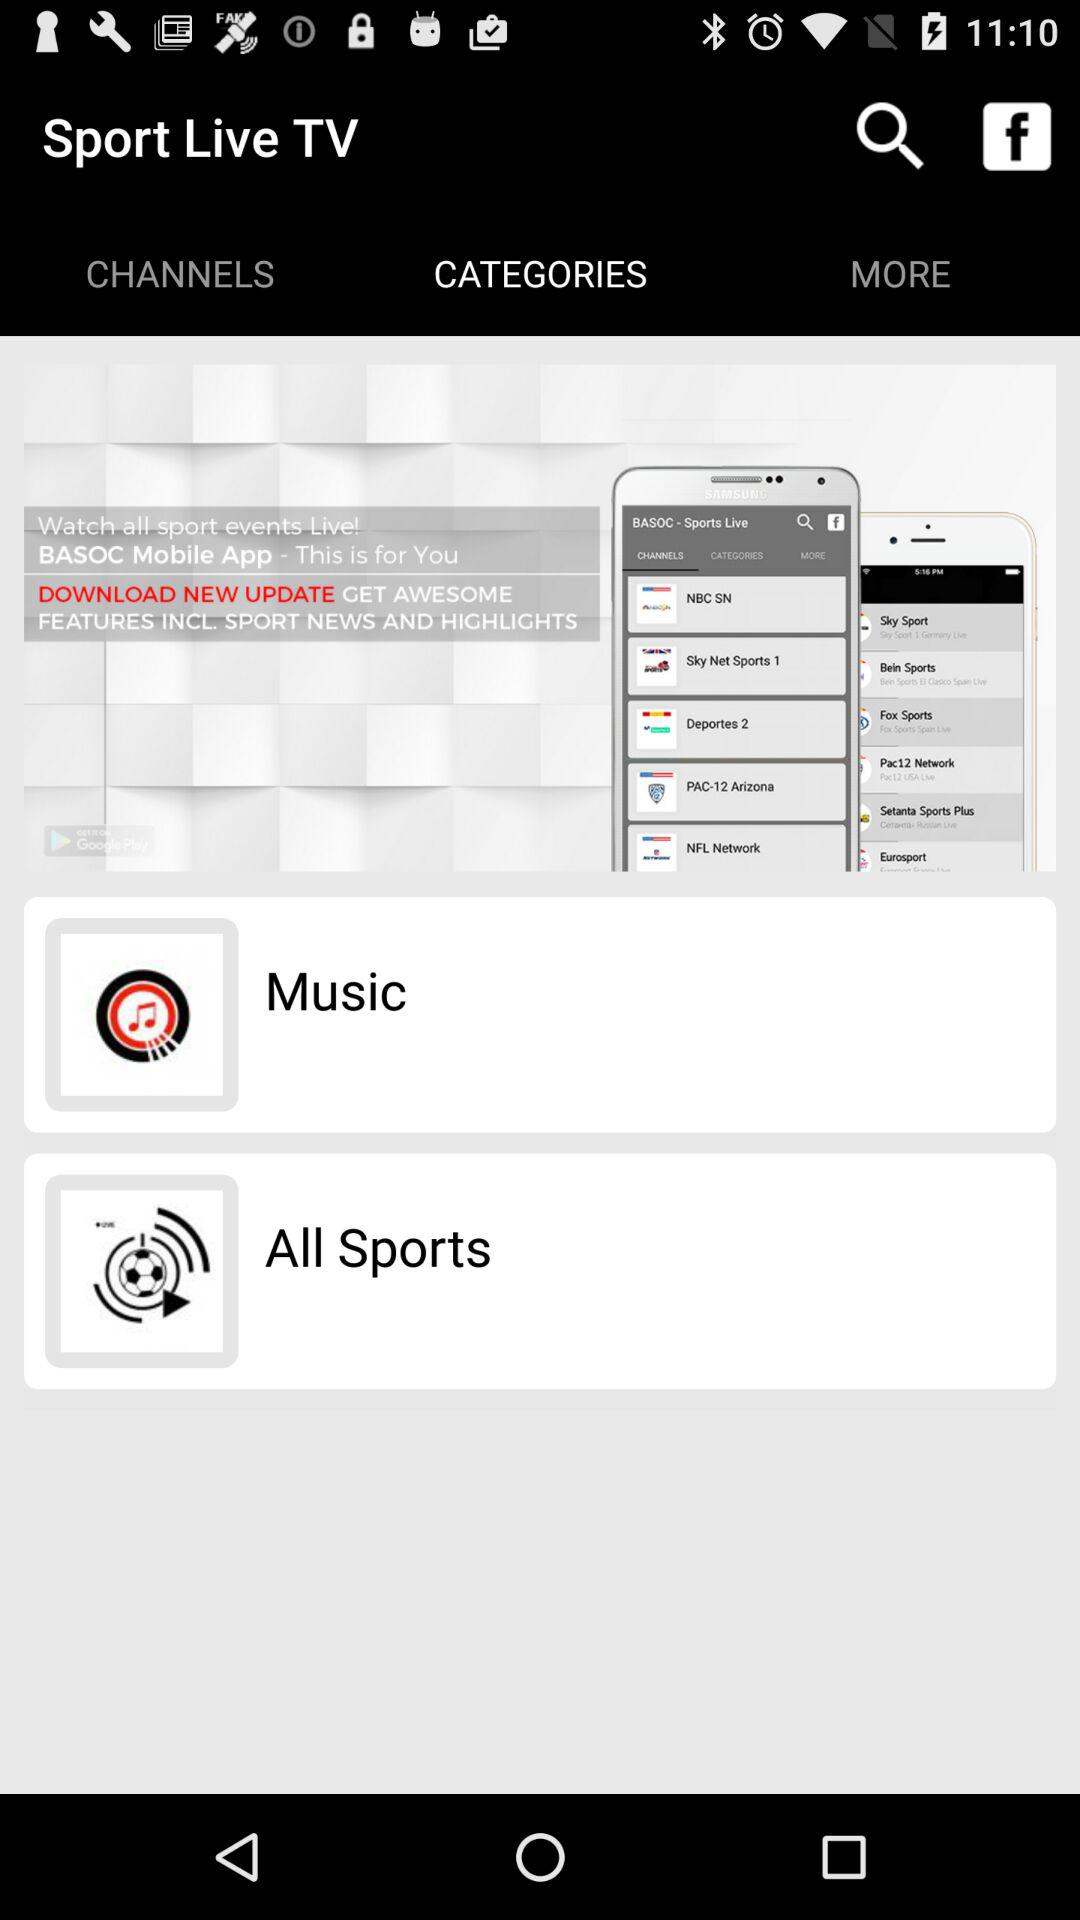 FAKE
11:10
Sport Live TV
f
CHANNELS CATEGORIES MORE
Watch all sport events Live!
BASOC Mobile App - This is for You
DOWNLOAD NEW UPDATE GET AWESOME
FEATURES INCL. SPORT NEWS AND HIGHLIGHTS
GET IT ON
Google Play
SAMSUNG
BASOC - Sports Live
f
CHANNELS CATEGORIES MORE
NBC SN
Sky Net Sports 1
Deportes 2
PAC-12 Arizona
NFL Network
5:16 PM
Sky Sport
Sky Sport 1 Germany Live
Bein Sports
Bein Sports El Clasico Spain Live
Fox Sports
Fox Sports Spain Live
Pac12 Network
Pac12 USA Live
Setanta Sports Plus
Сетанта+ Russian Live
Eurosport
Eurosport France Live
Music
LIVE
All Sports